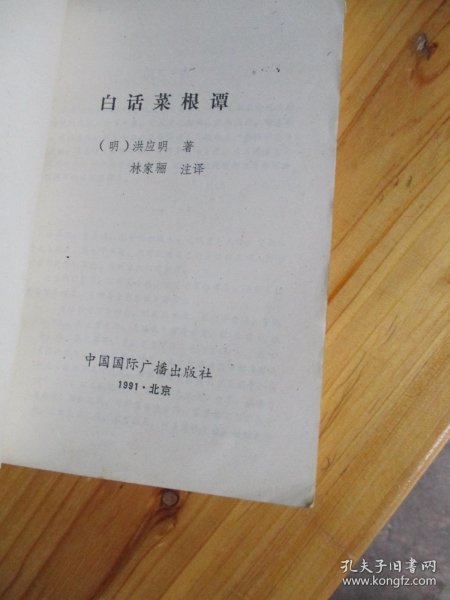 白话菜根谭
（明）洪应明 著
林家骊 注译
中国国际广播出版社
1991·北京
孔夫子旧书网
www.kongfz.com